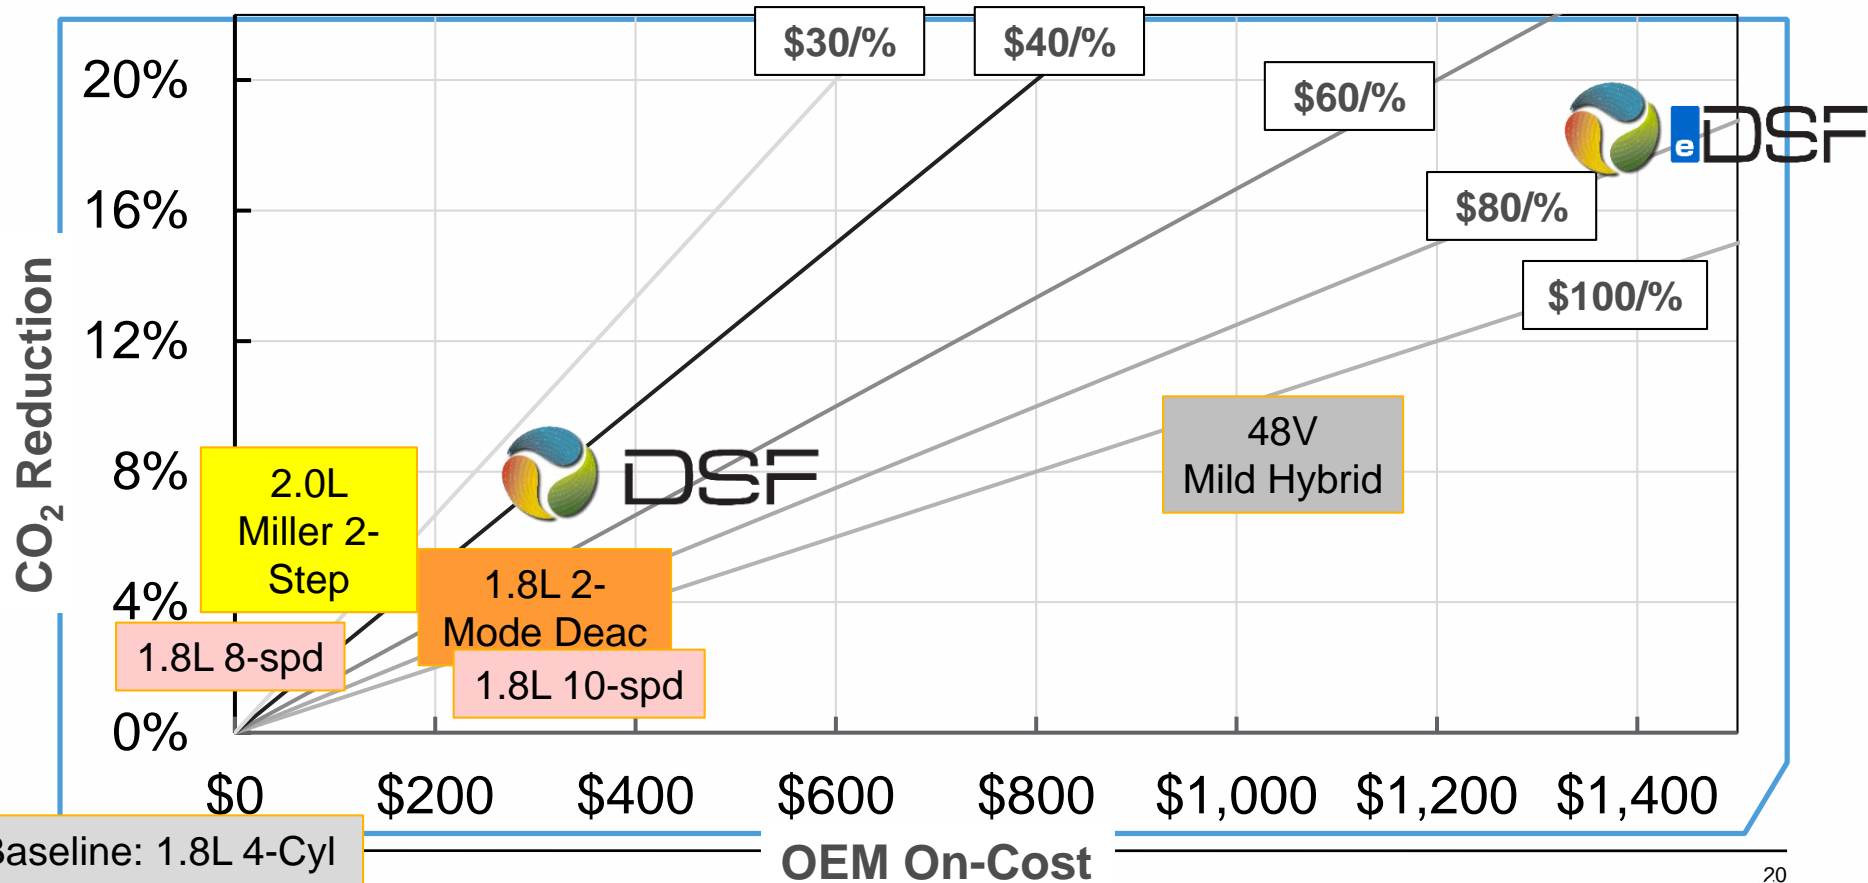 $30/%
$40/%
$60/%
$80/%
$100/%
20%
16%
12%
8%
4%
0%
CO2 Reduction
eDSF
DSF
48V
Mild Hybrid
2.0L
Miller 2-
Step
1.8L 2-
Mode Deac
1.8L 8-spd
1.8L 10-spd
$0
$200
$400
$600
$800
$1,000
$1,200
$1,400
Baseline: 1.8L 4-Cyl
OEM On-Cost
20